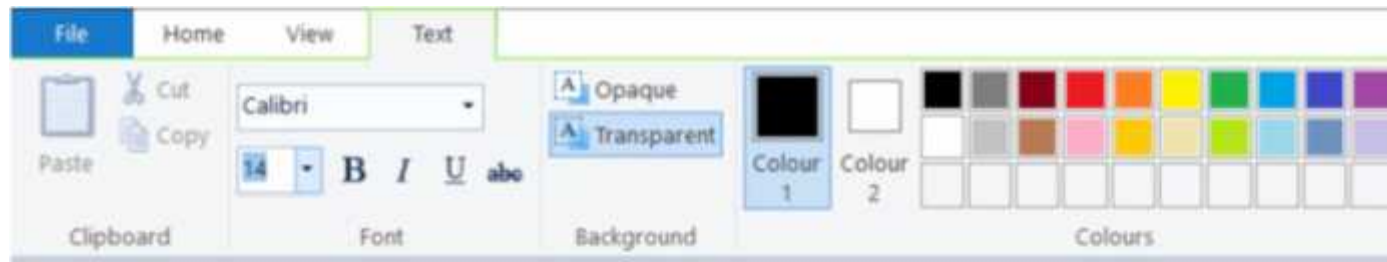 File Home View Text
Cut
Copy
Paste
Clipboard
Calibri
14 B I U abc
Font
Opaque
Transparent
Background
Colour 1
Colour 2
Colours